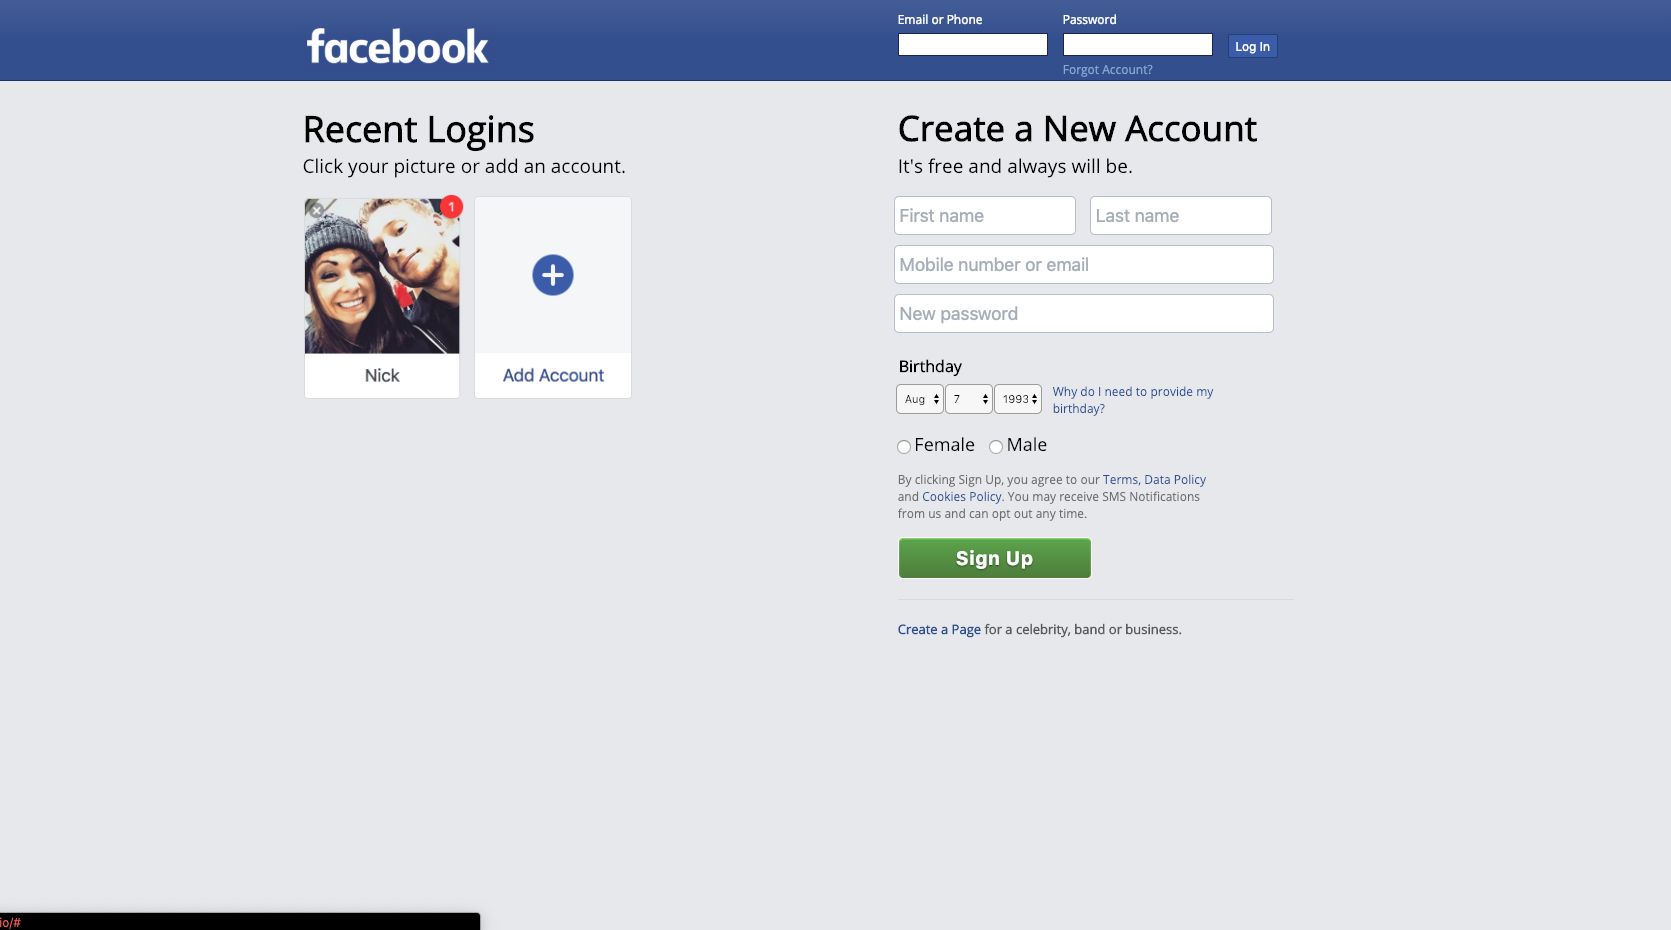 facebook
Email or Phone
Password
Log In
Forgot Account?
Recent Logins
Click your picture or add an account.
1
Nick
Add Account
Create a New Account
It's free and always will be.
First name
Last name
Mobile number or email
New password
Birthday
Aug
7
1993
Why do I need to provide my
birthday?
Female
Male
By clicking Sign Up, you agree to our Terms, Data Policy
and Cookies Policy. You may receive SMS Notifications
from us and can opt out any time.
Sign Up
Create a Page for a celebrity, band or business.
io/#